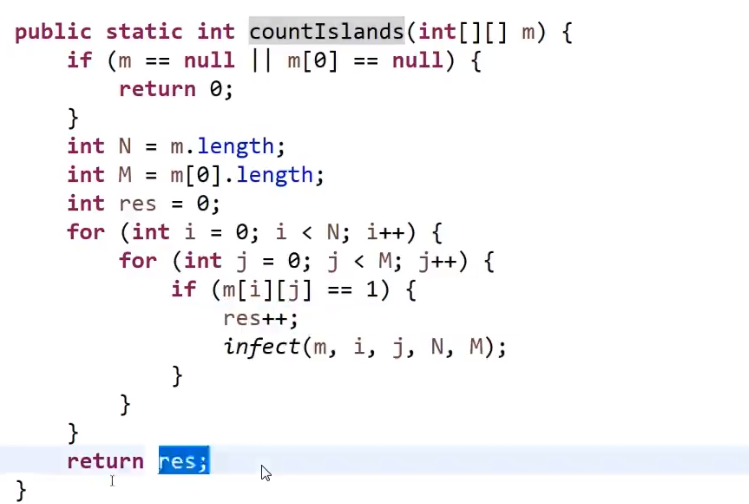 public static int countIslands(int[][] m) {
    if (m == null || m[0] == null) {
        return 0;
    }
    int N = m.length;
    int M = m[0].length;
    int res = 0;
    for (int i = 0; i < N; i++) {
        for (int j = 0; j < M; j++) {
            if (m[i][j] == 1) {
                res++;
                infect(m, i, j, N, M);
            }
        }
    }
    return res;
}